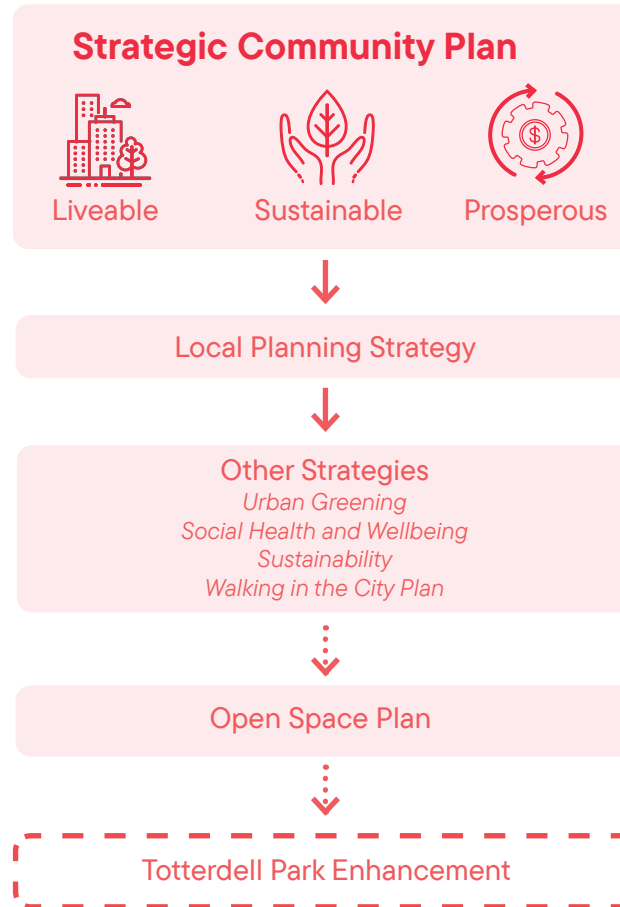 Strategic Community Plan
$
Liveable
Sustainable
Prosperous
Local Planning Strategy
Other Strategies
Urban Greening
Social Health and Wellbeing
Sustainability
Walking in the City Plan
Open Space Plan
Totterdell Park Enhancement